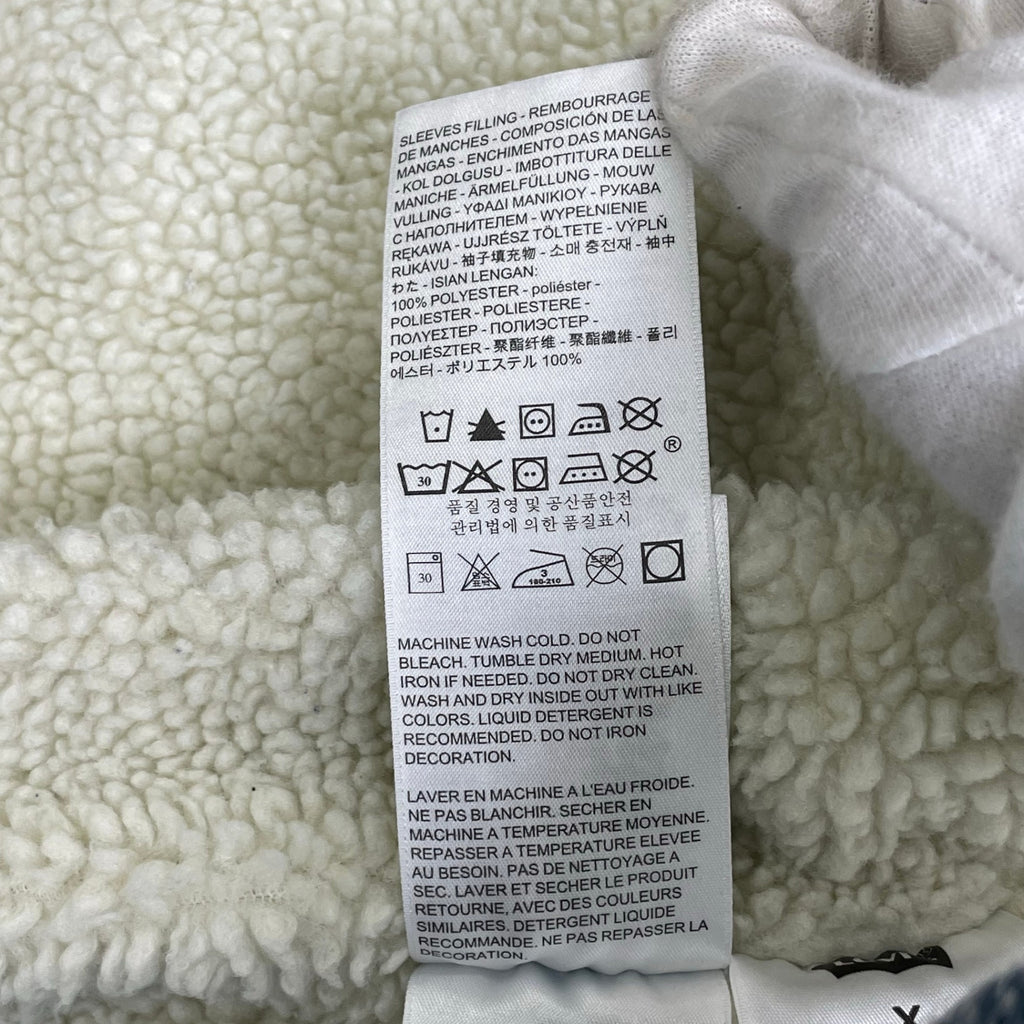 SLEEVES FILLING - REMBOURRAGE
DE MANCHES - COMPOSICIÓN DE LAS
MANGAS - ENCHIMENTO DAS MANGAS
- KOL DOLGUSU - IMBOTTITURA DELLE
MANICHE - ÄRMELFÜLLUNG - MOUW
VULLING - ΥΦΑΔΙ ΜΑΝΙΚΙΟΥ - РУКАВА
С НАПОЛНИТЕЛЕМ - WYPEŁNIENIE
RĘKAWA - UJJRÉSZ TÖLTETE - VÝPLŇ
RUKÁVU - 袖子填充物 - 소매 충전재 - 袖中
わた - ISIAN LENGAN:
100% POLYESTER - poliéster -
POLIESTER - POLIESTERE -
ΠΟΛΥΕΣΤΕΡ - ПОЛИЭСТЕР -
POLIÉSZTER - 聚酯纤维 - 聚酯纖維 - 폴리
에스터 - ポリエステル 100%
®
30
품질 경영 및 공산품안전
관리법에 의한 품질표시
30
염소
표백
3
180-210
드라이
MACHINE WASH COLD. DO NOT
BLEACH. TUMBLE DRY MEDIUM. HOT
IRON IF NEEDED. DO NOT DRY CLEAN.
WASH AND DRY INSIDE OUT WITH LIKE
COLORS. LIQUID DETERGENT IS
RECOMMENDED. DO NOT IRON
DECORATION.
LAVER EN MACHINE A L'EAU FROIDE.
NE PAS BLANCHIR. SECHER EN
MACHINE A TEMPERATURE MOYENNE.
REPASSER A TEMPERATURE ELEVEE
AU BESOIN. PAS DE NETTOYAGE A
SEC. LAVER ET SECHER LE PRODUIT
RETOURNE, AVEC DES COULEURS
SIMILAIRES. DETERGENT LIQUIDE
RECOMMANDE. NE PAS REPASSER LA
DECORATION.
X